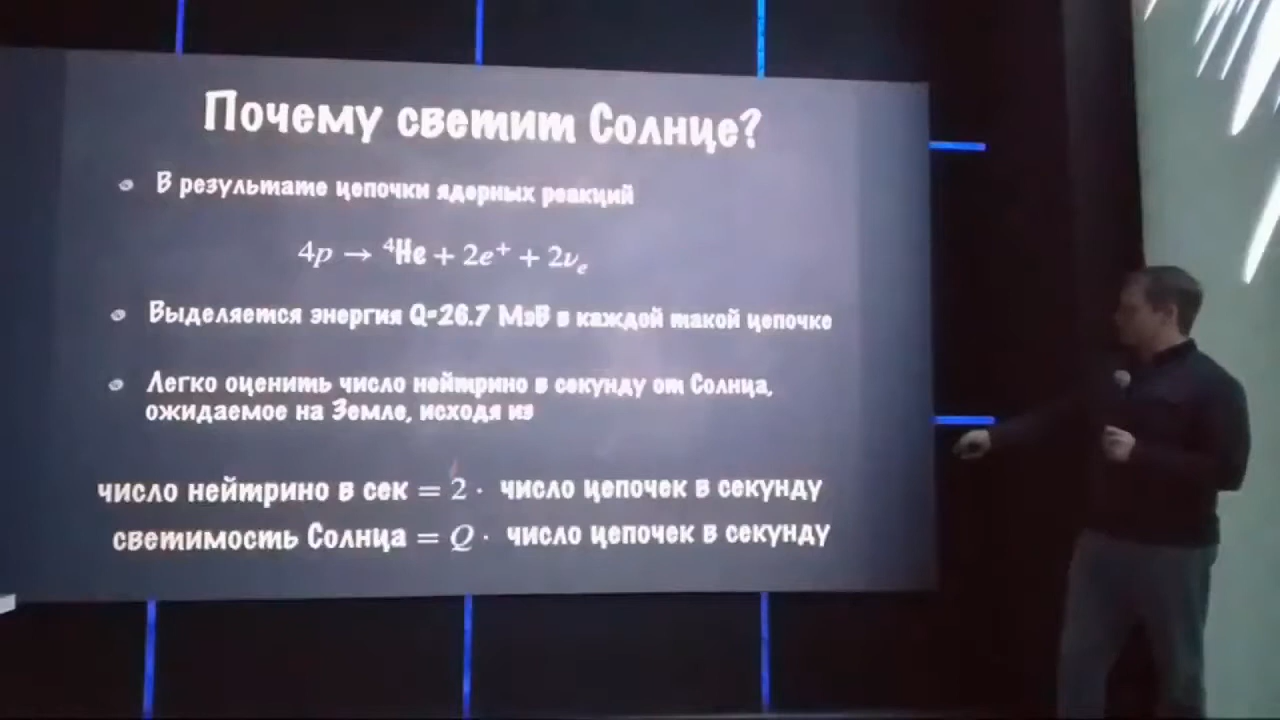 Почему светит Солнце?
В результате цепочки ядерных реакций
4p → ⁴He + 2e⁺ + 2νₑ
Выделяется энергия Q=26.7 МэВ в каждой такой цепочке
Легко оценить число нейтрино в секунду от Солнца,
ожидаемое на Земле, исходя из
число нейтрино в сек = 2 · число цепочек в секунду
светимость Солнца = Q · число цепочек в секунду